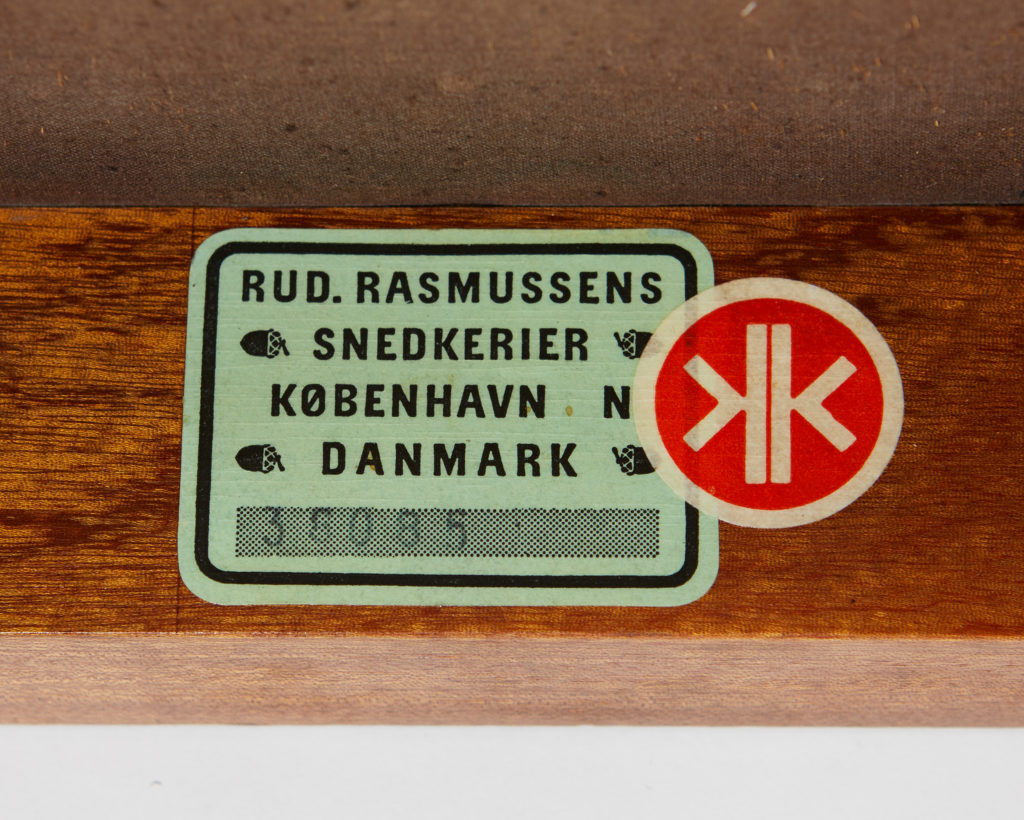 RUD. RASMUSSENS
SNEDKERIER
KØBENHAVN N
DANMARK